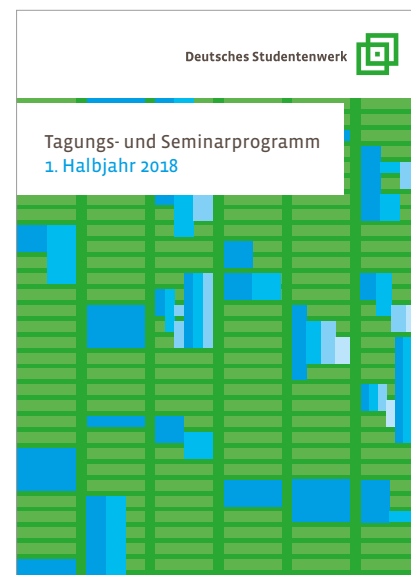 Deutsches Studentenwerk
Tagungs- und Seminarprogramm
1. Halbjahr 2018